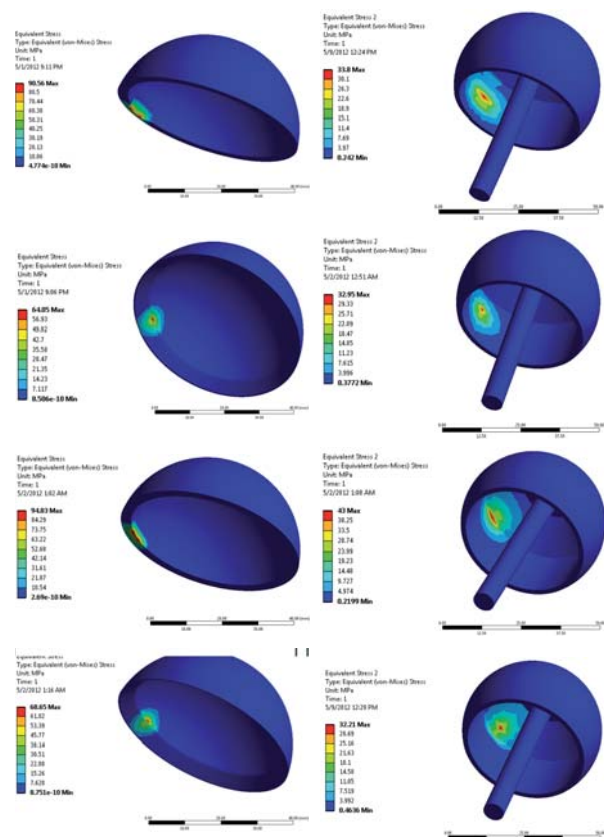 Equivalent Stress
Type: Equivalent (von-Mises) Stress
Unit: MPa
Time: 1
5/1/2012 9:11 PM
90.56 Max
80.5
70.44
60.38
50.31
40.25
30.19
20.13
10.06
4.774e-10 Min
Equivalent Stress 2
Type: Equivalent (von-Mises) Stress
Unit: MPa
Time: 1
5/9/2012 12:24 PM
33.8 Max
30.1
26.3
22.6
18.9
15.1
11.4
7.69
3.97
0.242 Min
Equivalent Stress
Type: Equivalent (von-Mises) Stress
Unit: MPa
Time: 1
5/1/2012 9:06 PM
64.05 Max
56.93
49.82
42.7
35.58
28.47
21.35
14.23
7.117
8.506e-10 Min
Equivalent Stress 2
Type: Equivalent (von-Mises) Stress
Unit: MPa
Time: 1
5/2/2012 12:51 AM
32.95 Max
29.33
25.71
22.09
18.47
14.85
11.23
7.615
3.996
0.3772 Min
Equivalent Stress
Type: Equivalent (von-Mises) Stress
Unit: MPa
Time: 1
5/2/2012 1:02 AM
94.83 Max
84.29
73.75
63.22
52.68
42.14
31.61
21.07
10.54
2.69e-10 Min
Equivalent Stress 2
Type: Equivalent (von-Mises) Stress
Unit: MPa
Time: 1
5/2/2012 1:08 AM
43 Max
38.25
33.5
28.74
23.99
19.23
14.48
9.727
4.974
0.2199 Min
Equivalent Stress
Type: Equivalent (von-Mises) Stress
Unit: MPa
Time: 1
5/2/2012 1:16 AM
68.65 Max
61.02
53.39
45.77
38.14
30.51
22.88
15.26
7.628
8.751e-10 Min
Equivalent Stress 2
Type: Equivalent (von-Mises) Stress
Unit: MPa
Time: 1
5/9/2012 12:20 PM
32.21 Max
28.69
25.16
21.63
18.1
14.58
11.05
7.519
3.992
0.4636 Min